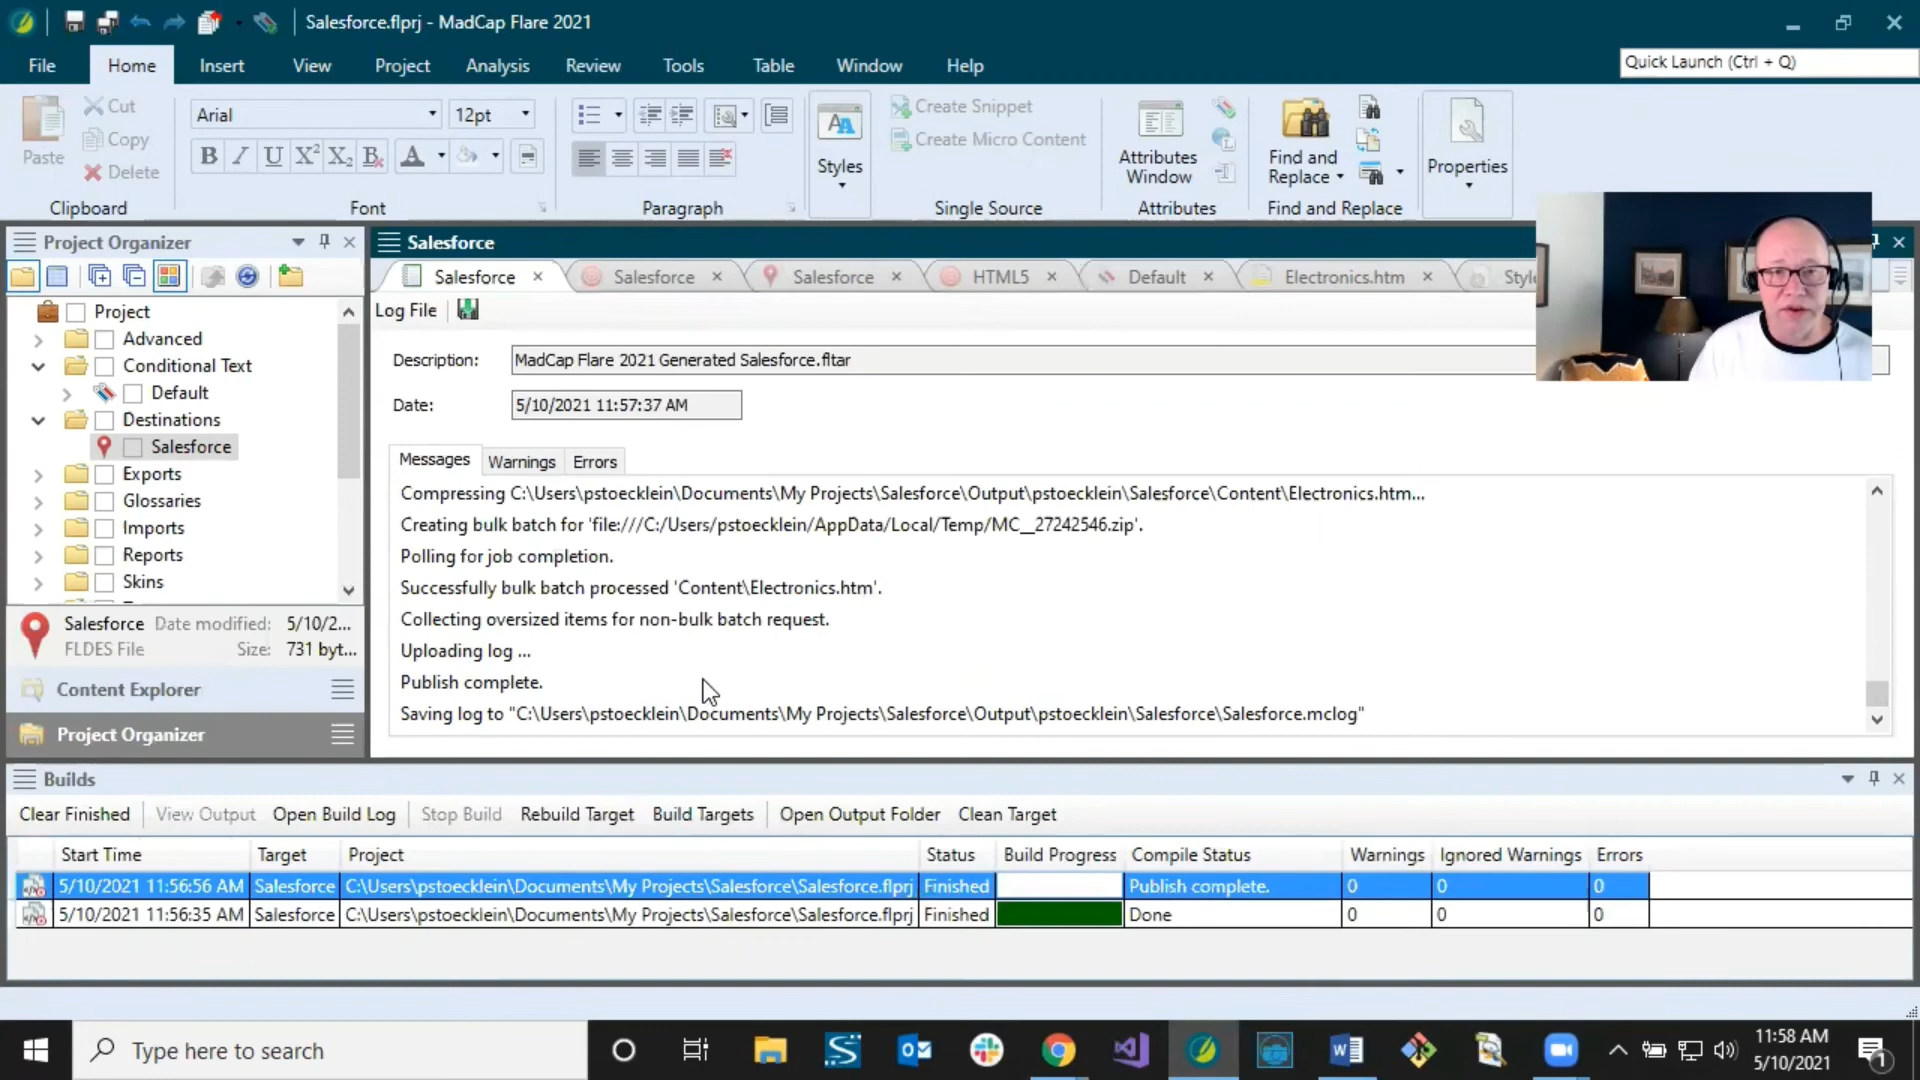 Salesforce.flprj - MadCap Flare 2021
File Home Insert View Project Analysis Review Tools Table Window Help
Quick Launch (Ctrl + Q)
Paste
Cut
Copy
Delete
Clipboard
Arial
12pt
B I U X² X₂ B
A
Font
Paragraph
Styles
Create Snippet
Create Micro Content
Single Source
Attributes
Window
Attributes
Find and
Replace
Find and Replace
Properties
Project Organizer
Project
Advanced
Conditional Text
Default
Destinations
Salesforce
Exports
Glossaries
Imports
Reports
Skins
Salesforce Date modified: 5/10/2...
FLDES File Size: 731 byt...
Content Explorer
Project Organizer
Salesforce
Salesforce Salesforce Salesforce HTML5 Default Electronics.htm Style
Log File
Description: MadCap Flare 2021 Generated Salesforce.fltar
Date: 5/10/2021 11:57:37 AM
Messages Warnings Errors
Compressing C:\Users\pstoecklein\Documents\My Projects\Salesforce\Output\pstoecklein\Salesforce\Content\Electronics.htm...
Creating bulk batch for 'file:///C:/Users/pstoecklein/AppData/Local/Temp/MC__27242546.zip'.
Polling for job completion.
Successfully bulk batch processed 'Content\Electronics.htm'.
Collecting oversized items for non-bulk batch request.
Uploading log ...
Publish complete.
Saving log to "C:\Users\pstoecklein\Documents\My Projects\Salesforce\Output\pstoecklein\Salesforce\Salesforce.mclog"
Builds
Clear Finished View Output Open Build Log Stop Build Rebuild Target Build Targets Open Output Folder Clean Target
Start Time Target Project Status Build Progress Compile Status Warnings Ignored Warnings Errors
5/10/2021 11:56:56 AM Salesforce C:\Users\pstoecklein\Documents\My Projects\Salesforce\Salesforce.flprj Finished Publish complete. 0 0 0
5/10/2021 11:56:35 AM Salesforce C:\Users\pstoecklein\Documents\My Projects\Salesforce\Salesforce.flprj Finished Done 0 0 0
Type here to search
11:58 AM
5/10/2021
1